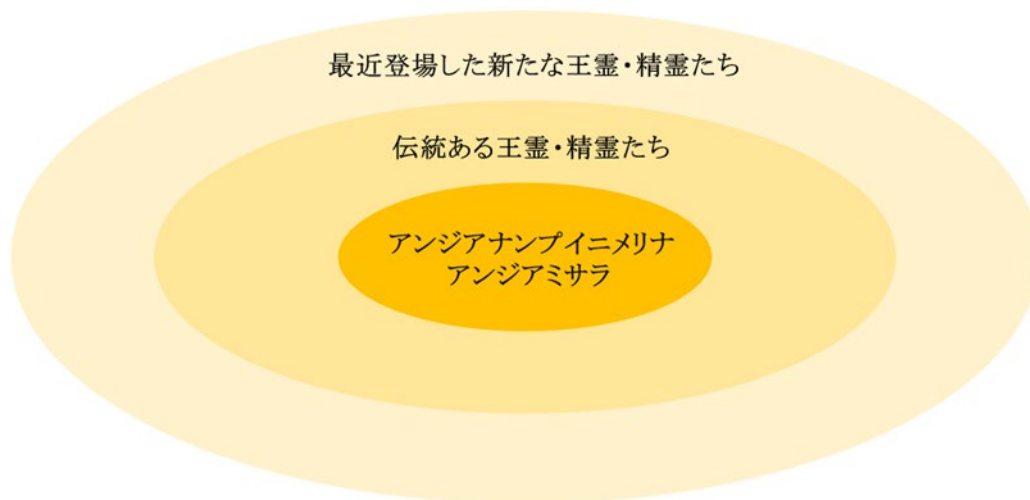 最近登場した新たな王霊・精霊たち
伝統ある王霊・精霊たち
アンジアナンプイニメリナ
アンジアミサラ